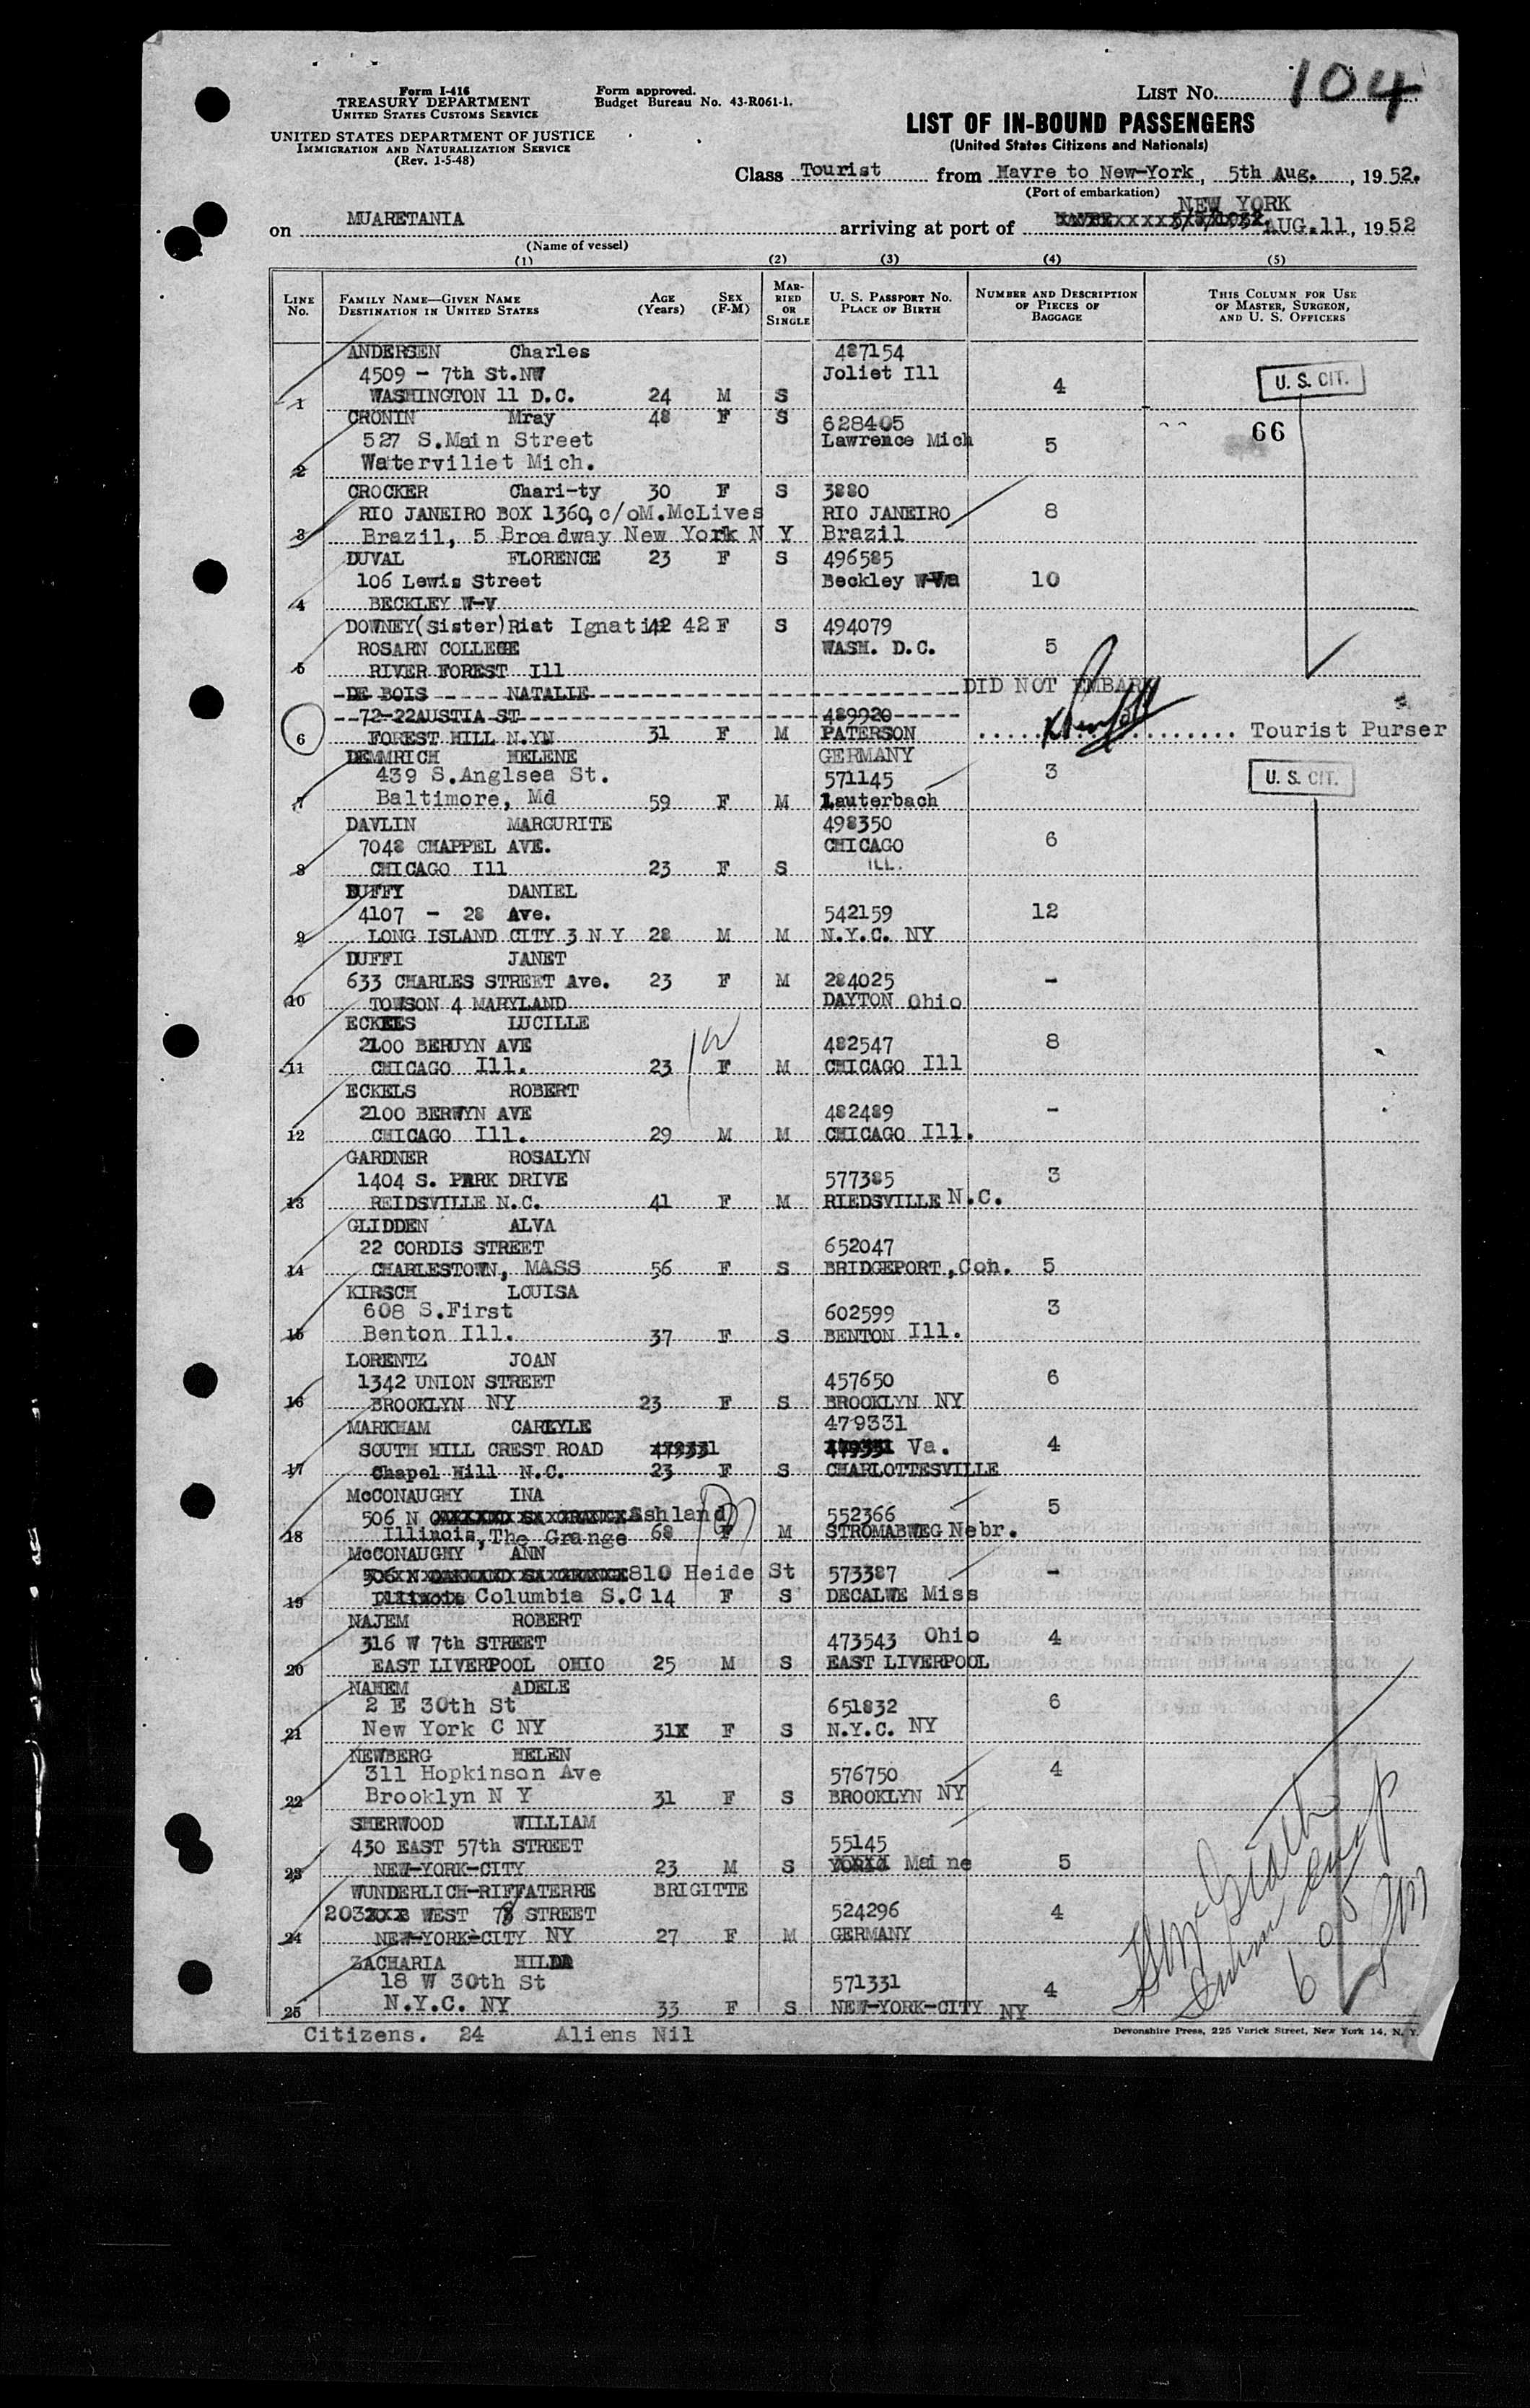 Form I-416
TREASURY DEPARTMENT
UNITED STATES CUSTOMS SERVICE
UNITED STATES DEPARTMENT OF JUSTICE
IMMIGRATION AND NATURALIZATION SERVICE
(Rev. 1-5-48)
Form approved.
Budget Bureau No. 43-R061-1.
LIST No. 104
LIST OF IN-BOUND PASSENGERS
(United States Citizens and Nationals)
Class Tourist from Havre to New-York, 5th Aug. , 1952.
(Port of embarkation)
NEW YORK
on MUARETANIA arriving at port of AUG.11, 1952
(Name of vessel)
(1) (2) (3) (4) (5)
LINE No. FAMILY NAME—GIVEN NAME DESTINATION IN UNITED STATES AGE (Years) SEX (F-M) MARRIED OR SINGLE U. S. PASSPORT NO. PLACE OF BIRTH NUMBER AND DESCRIPTION OF PIECES OF BAGGAGE THIS COLUMN FOR USE OF MASTER, SURGEON, AND U. S. OFFICERS
ANDERSEN Charles 487154
4509 - 7th St.NW Joliet Ill 4 U. S. CIT.
1 WASHINGTON 11 D.C. 24 M S
CRONIN Mray 48 F S 628405
527 S.Main Street Lawrence Mich 5 66
2 Waterviliet Mich.
CROCKER Chari-ty 30 F S 3880
RIO JANEIRO BOX 1360, c/oM.McLives RIO JANEIRO 8
3 Brazil, 5 Broadway New York N Y Brazil
DUVAL FLORENCE 23 F S 496585
106 Lewis Street Beckley W-Va 10
4 BECKLEY W-V
DOWNEY(Sister)Riat Ignati 42 42 F S 494079
ROSARN COLLEGE WASH. D.C. 5
5 RIVER FOREST Ill
DE BOIS NATALIE DID NOT EMBARK
72-22AUSTIA ST 489920
6 FOREST HILL N.YN 31 F M PATERSON Tourist Purser
DEMMRICH HELENE GERMANY
439 S.Anglsea St. 571145 3 U. S. CIT.
7 Baltimore, Md 59 F M Lauterbach
DAVLIN MARGURITE 498350
7048 CHAPPEL AVE. CHICAGO 6
8 CHICAGO Ill 23 F S ILL.
DUFFY DANIEL
4107 - 28 Ave. 542159 12
9 LONG ISLAND CITY 3 N Y 28 M M N.Y.C. NY
DUFFI JANET
633 CHARLES STREET Ave. 23 F M 284025 -
10 TOWSON 4 MARYLAND DAYTON Ohio
ECKELS LUCILLE
2100 BERUYN AVE 482547 8
11 CHICAGO Ill. 23 F M CHICAGO Ill
ECKELS ROBERT
2100 BERWYN AVE 482489 -
12 CHICAGO Ill. 29 M M CHICAGO Ill.
GARDNER ROSALYN
1404 S. PARK DRIVE 577385 3
13 REIDSVILLE N.C. 41 F M RIEDSVILLE N.C.
GLIDDEN ALVA
22 CORDIS STREET 652047
14 CHARLESTOWN, MASS 56 F S BRIDGEPORT,Con. 5
KIRSCH LOUISA
608 S.First 602599 3
15 Benton Ill. 37 F S BENTON Ill.
LORENTZ JOAN
1342 UNION STREET 457650 6
16 BROOKLYN NY 23 F S BROOKLYN NY
MARKHAM CARLYLE 479331
SOUTH HILL CREST ROAD 479331 479331 Va. 4
17 Chapel Hill N.C. 23 F S CHARLOTTESVILLE
McCONAUGHY INA
506 N Ashland 552366 5
18 Illinois, The Grange 68 F M STROMABWEG Nebr.
McCONAUGHY ANN
810 Heide St 573387 -
19 Illinois Columbia S.C 14 F S DECALWE Miss
NAJEM ROBERT
316 W 7th STREET 473543 Ohio 4
20 EAST LIVERPOOL OHIO 25 M S EAST LIVERPOOL
NAHEM ADELE
2 E 30th St 651832 6
21 New York C NY 31X F S N.Y.C. NY
NEWBERG HELEN
311 Hopkinson Ave 576750 4
22 Brooklyn N Y 31 F S BROOKLYN NY
SHERWOOD WILLIAM
430 EAST 57th STREET 55145
23 NEW-YORK-CITY 23 M S Maine 5
WUNDERLICH-RIFFATERRE BRIGITTE
203 WEST 78 STREET 524296 4
24 NEW-YORK-CITY NY 27 F M GERMANY
ZACHARIA HILDA
18 W 30th St 571331 4
25 N.Y.C. NY 33 F S NEW-YORK-CITY NY
Citizens. 24 Aliens Nil
Devonshire Press, 225 Varick Street, New York 14, N. Y.